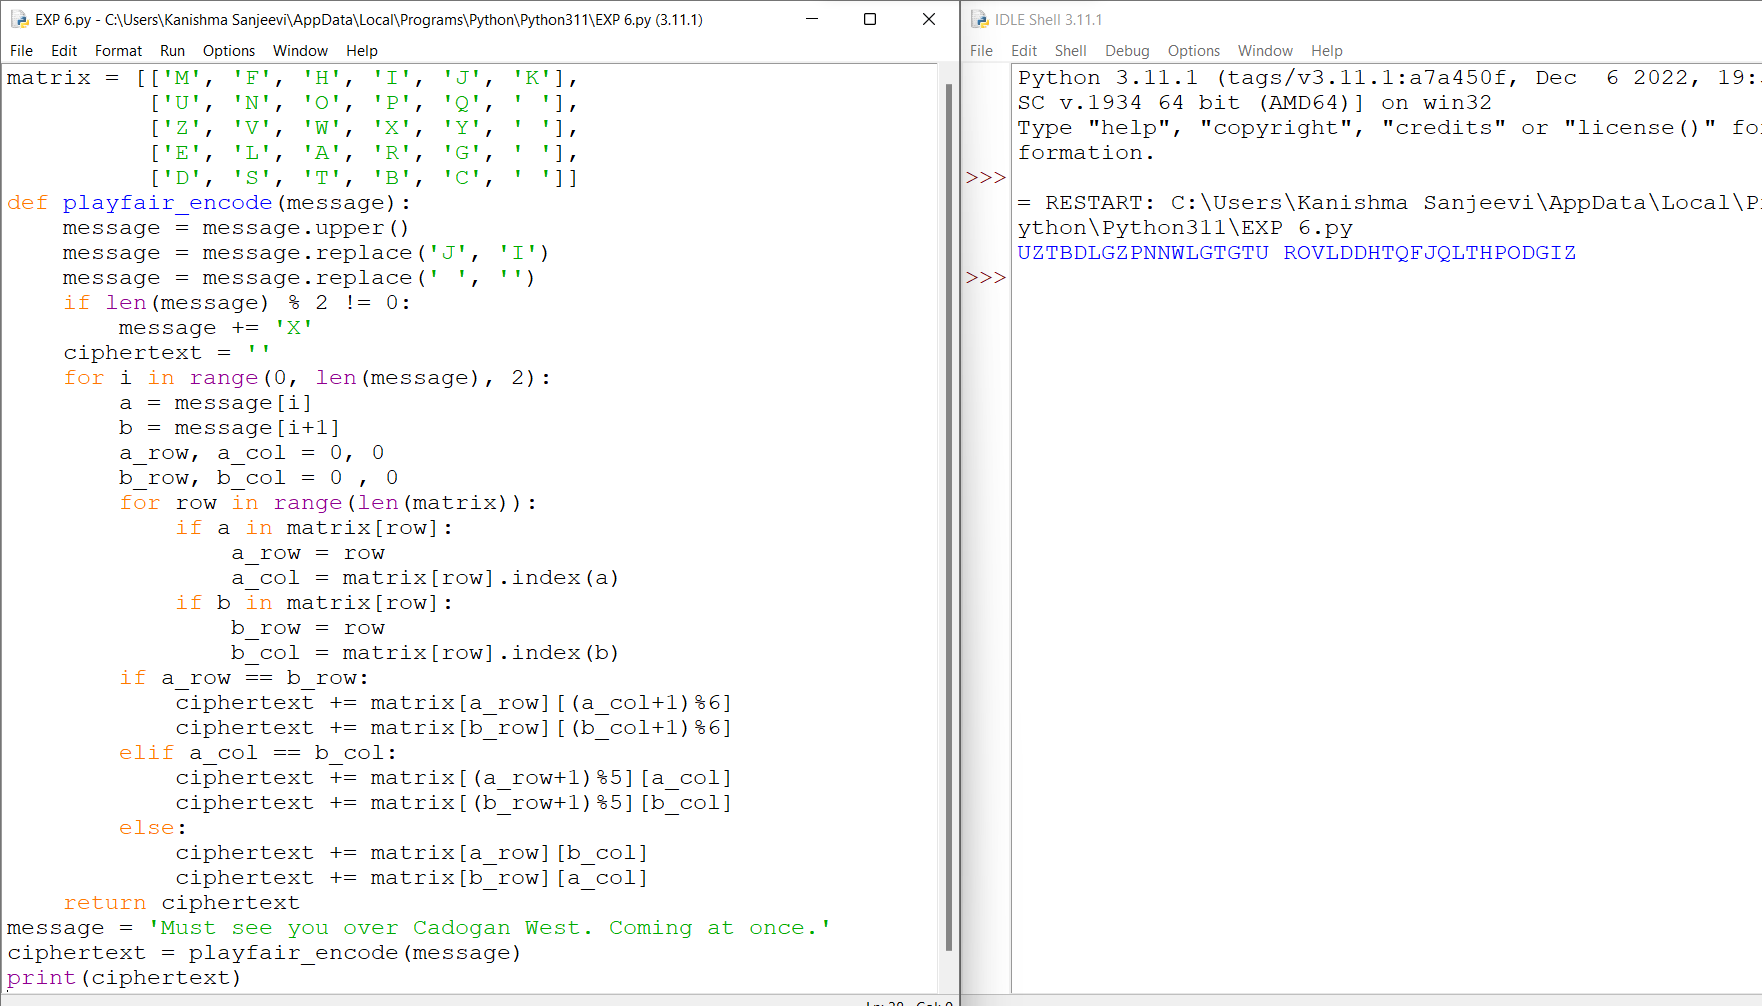 EXP 6.py - C:\Users\Kanishma Sanjeevi\AppData\Local\Programs\Python\Python311\EXP 6.py (3.11.1)
File Edit Format Run Options Window Help
matrix = [['M', 'F', 'H', 'I', 'J', 'K'],
['U', 'N', 'O', 'P', 'Q', ' '],
['Z', 'V', 'W', 'X', 'Y', ' '],
['E', 'L', 'A', 'R', 'G', ' '],
['D', 'S', 'T', 'B', 'C', ' ']]
def playfair_encode(message):
message = message.upper()
message = message.replace('J', 'I')
message = message.replace(' ', '')
if len(message) % 2 != 0:
message += 'X'
ciphertext = ''
for i in range(0, len(message), 2):
a = message[i]
b = message[i+1]
a_row, a_col = 0, 0
b_row, b_col = 0 , 0
for row in range(len(matrix)):
if a in matrix[row]:
a_row = row
a_col = matrix[row].index(a)
if b in matrix[row]:
b_row = row
b_col = matrix[row].index(b)
if a_row == b_row:
ciphertext += matrix[a_row][(a_col+1)%6]
ciphertext += matrix[b_row][(b_col+1)%6]
elif a_col == b_col:
ciphertext += matrix[(a_row+1)%5][a_col]
ciphertext += matrix[(b_row+1)%5][b_col]
else:
ciphertext += matrix[a_row][b_col]
ciphertext += matrix[b_row][a_col]
return ciphertext
message = 'Must see you over Cadogan West. Coming at once.'
ciphertext = playfair_encode(message)
print(ciphertext)
IDLE Shell 3.11.1
File Edit Shell Debug Options Window Help
Python 3.11.1 (tags/v3.11.1:a7a450f, Dec  6 2022, 19:
SC v.1934 64 bit (AMD64)] on win32
Type "help", "copyright", "credits" or "license()" fo
formation.
>>>
= RESTART: C:\Users\Kanishma Sanjeevi\AppData\Local\P
ython\Python311\EXP 6.py
UZTBDLGZPNNWLGTGTU ROVLDDHTQFJQLTHPODGIZ
>>>